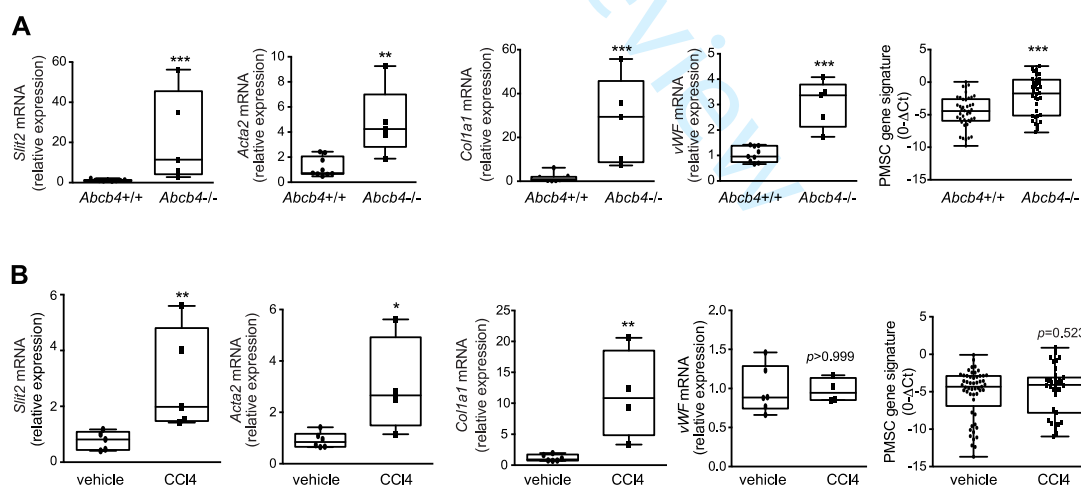 A
Slit2 mRNA
(relative expression)
60
40
20
0
***
Abcb4+/+
Abcb4-/-
Acta2 mRNA
(relative expression)
10
8
6
4
2
0
**
Abcb4+/+
Abcb4-/-
Col1a1 mRNA
(relative expression)
60
40
20
0
***
Abcb4+/+
Abcb4-/-
vWF mRNA
(relative expression)
5
4
3
2
1
0
***
Abcb4+/+
Abcb4-/-
PMSC gene signature
(0-ΔCt)
5
0
-5
-10
-15
***
Abcb4+/+
Abcb4-/-
view
B
Slit2 mRNA
(relative expression)
6
4
2
0
**
vehicle
CCl4
Acta2 mRNA
(relative expression)
6
4
2
0
*
vehicle
CCl4
Col1a1 mRNA
(relative expression)
25
20
15
10
5
0
**
vehicle
CCl4
vWF mRNA
(relative expression)
2.0
1.5
1.0
0.5
0.0
p>0.999
vehicle
CCl4
PMSC gene signature
(0-ΔCt)
5
0
-5
-10
-15
p=0.523
vehicle
CCl4